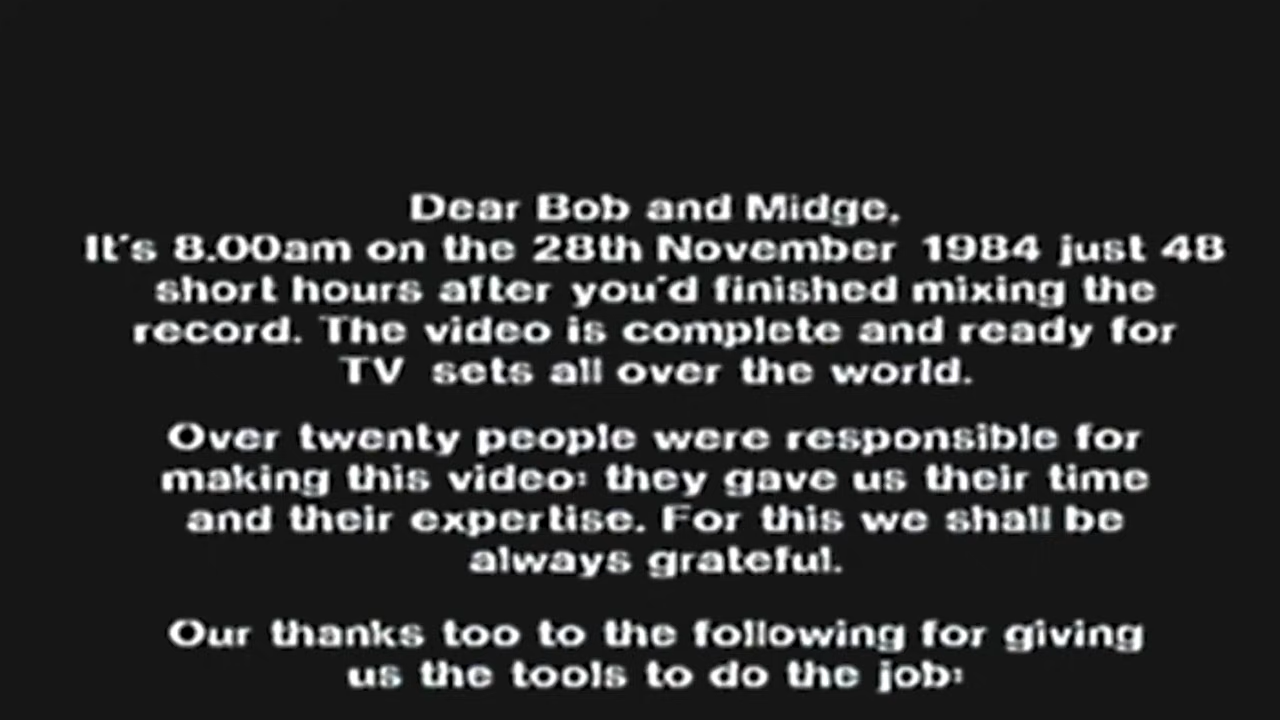 Dear Bob and Midge,
It's 8.00am on the 28th November 1984 just 48
short hours after you'd finished mixing the
record. The video is complete and ready for
TV sets all over the world.
Over twenty people were responsible for
making this video: they gave us their time
and their expertise. For this we shall be
always grateful.
Our thanks too to the following for giving
us the tools to do the job: